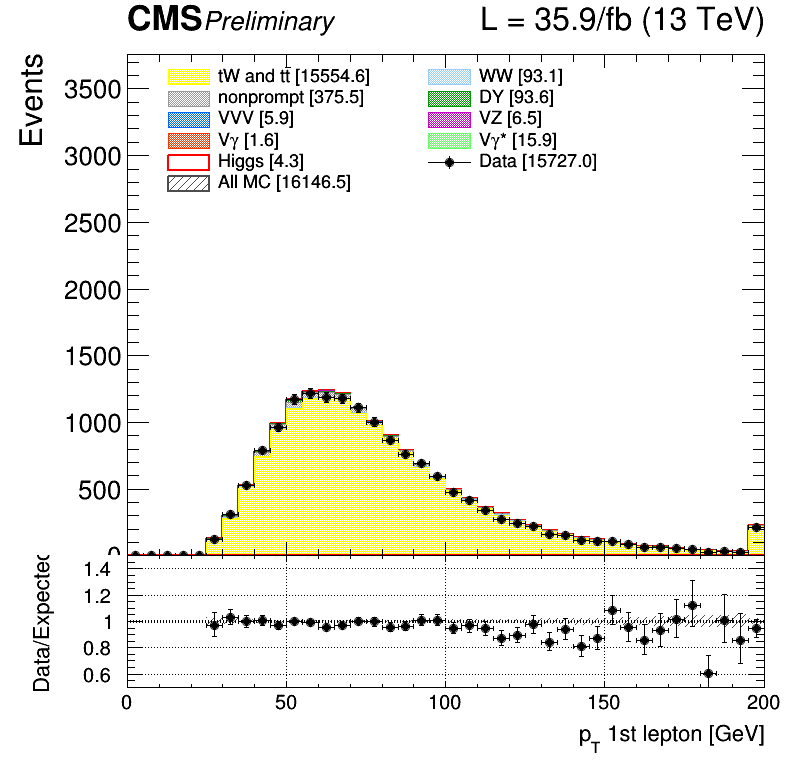 CMS Preliminary L = 35.9/fb (13 TeV)
Events
3500
3000
2500
2000
1500
1000
500
0
tW and tt̄ [15554.6]
nonprompt [375.5]
VVV [5.9]
Vγ [1.6]
Higgs [4.3]
All MC [16146.5]
WW [93.1]
DY [93.6]
VZ [6.5]
Vγ* [15.9]
Data [15727.0]
Data/Expected
1.4
1.2
1
0.8
0.6
0 50 100 150 200
p_T 1st lepton [GeV]